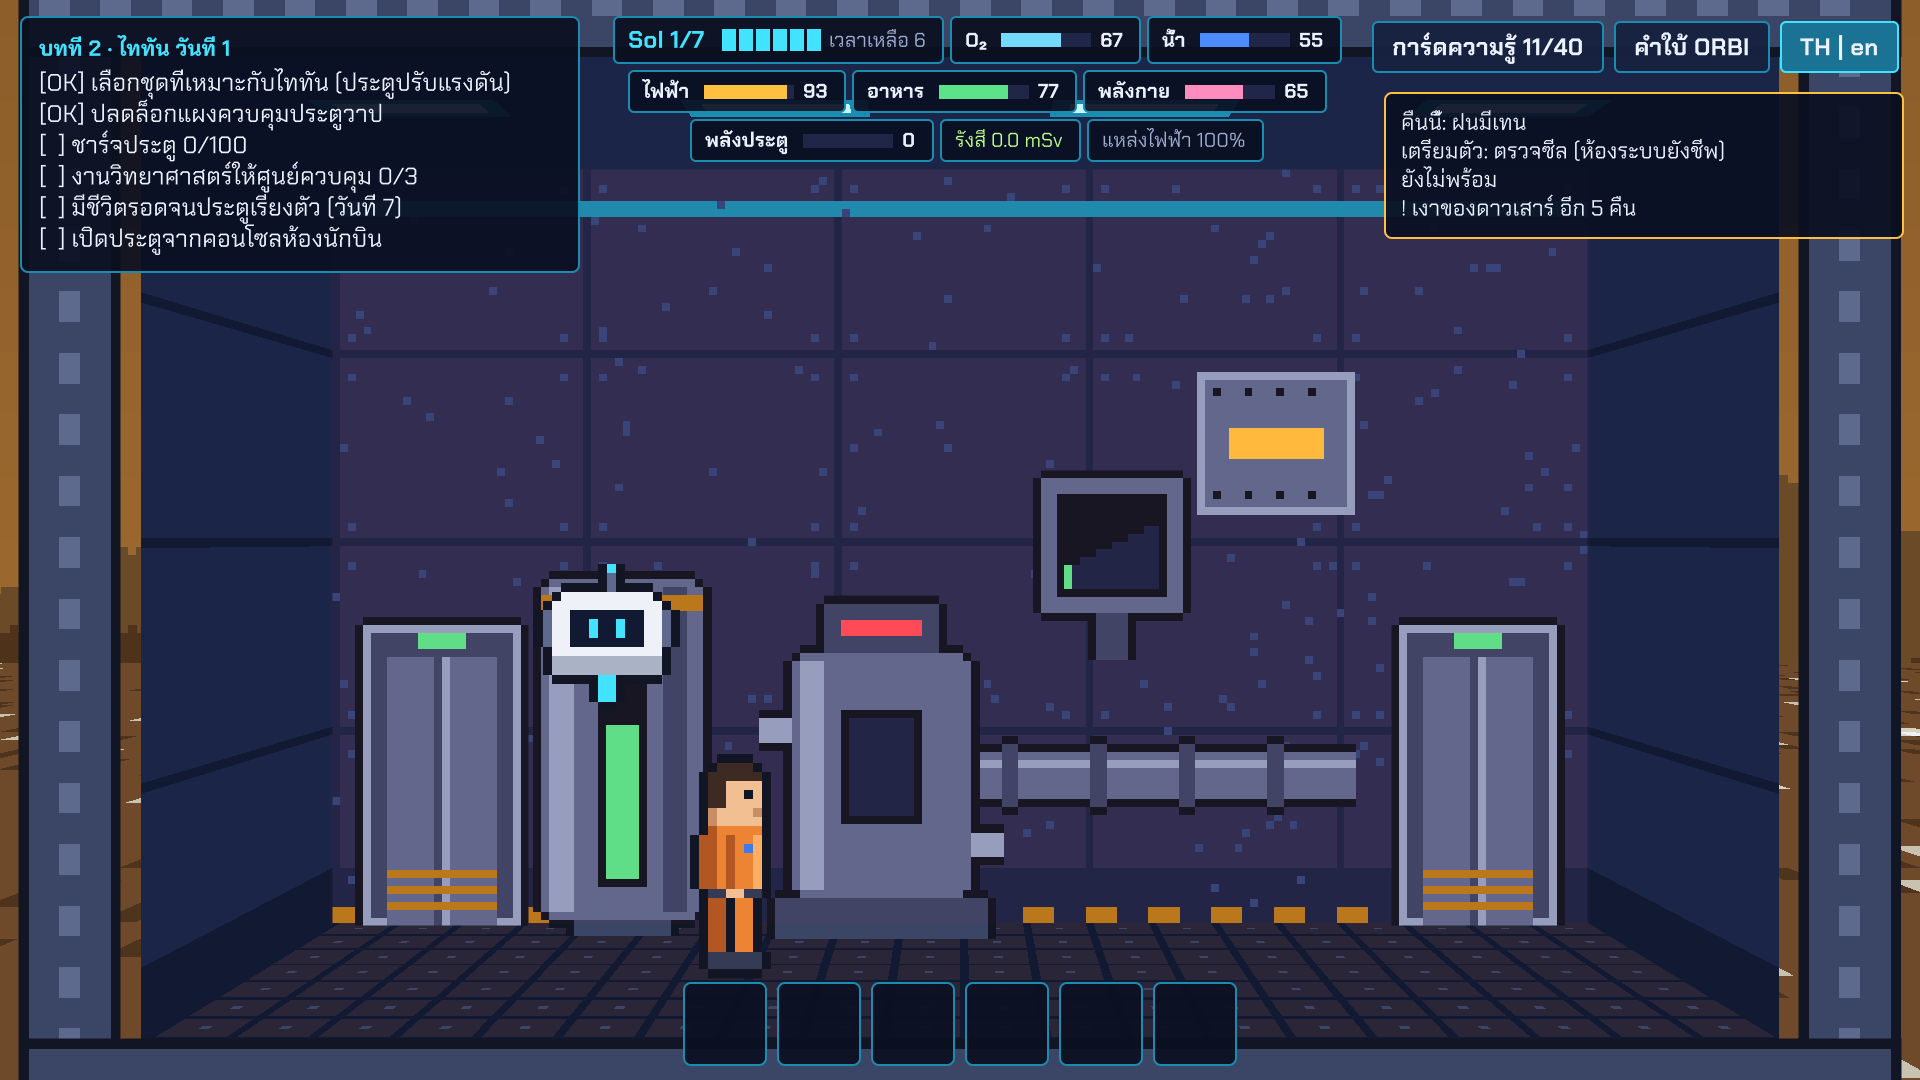 บทที่ 2 · ไททัน วันที่ 1
[OK] เลือกชุดที่เหมาะกับไททัน (ประตูปรับแรงดัน)
[OK] ปลดล็อกแผงควบคุมประตูวาป
[ ] ชาร์จประตู 0/100
[ ] งานวิทยาศาสตร์ให้ศูนย์ควบคุม 0/3
[ ] มีชีวิตรอดจนประตูเรียงตัว (วันที่ 7)
[ ] เปิดประตูจากคอนโซลห้องนักบิน
Sol 1/7 เวลาเหลือ 6
O₂ 67
น้ำ 55
ไฟฟ้า 93
อาหาร 77
พลังกาย 65
พลังประตู 0
รังสี 0.0 mSv
แหล่งไฟฟ้า 100%
การ์ดความรู้ 11/40
คำใบ้ ORBI
TH | en
คืนนี้: ฝนมีเทน
เตรียมตัว: ตรวจซีล (ห้องระบบยังชีพ)
ยังไม่พร้อม
! เงาของดาวเสาร์ อีก 5 คืน